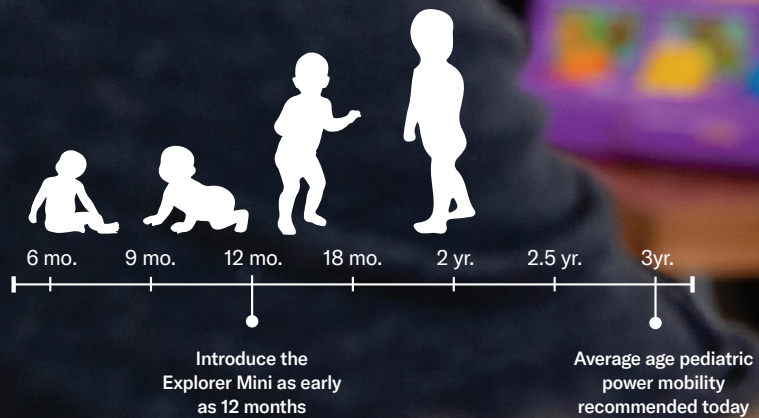 6 mo. 9 mo. 12 mo. 18 mo. 2 yr. 2.5 yr. 3yr.
Introduce the
Explorer Mini as early
as 12 months
Average age pediatric
power mobility
recommended today